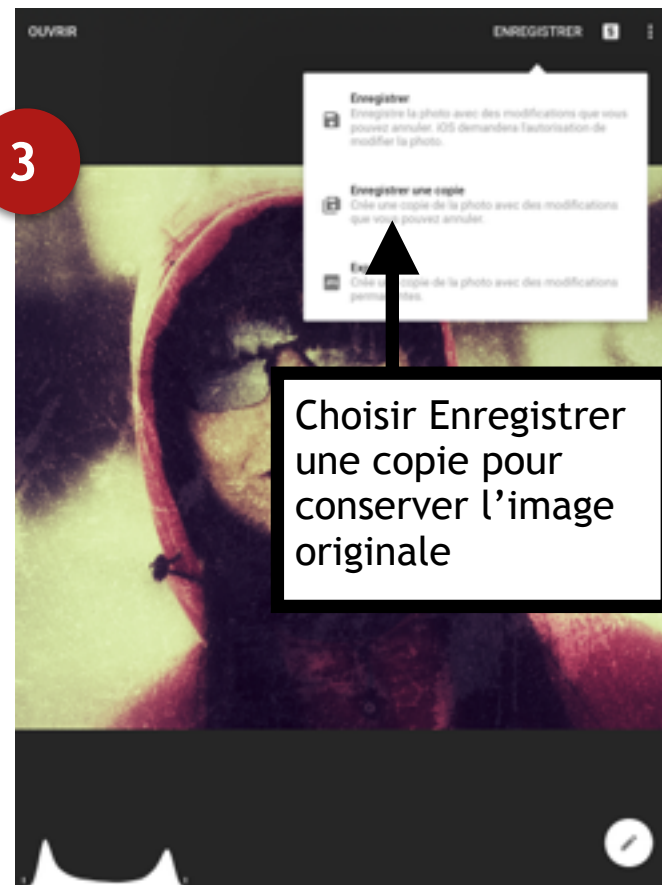 OUVRIR
ENREGISTRER 5
Enregistrer
Enregistre la photo avec des modifications que vous
pouvez annuler. iOS demandera l'autorisation de
modifier la photo.
3
Enregistrer une copie
Crée une copie de la photo avec des modifications
que vous pouvez annuler.
Crée une copie de la photo avec des modifications
permanentes.
Choisir Enregistrer
une copie pour
conserver l'image
originale